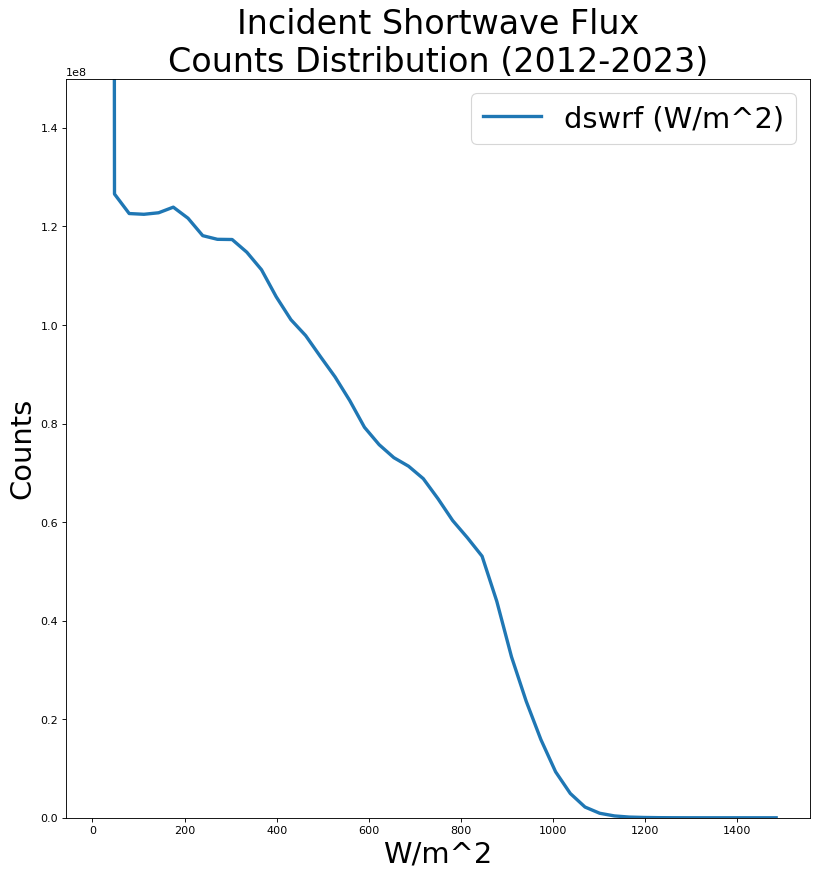 Incident Shortwave Flux
Counts Distribution (2012-2023)
1e8
dswrf (W/m^2)
1.4
1.2
1.0
0.8
0.6
0.4
0.2
0.0
Counts
0 200 400 600 800 1000 1200 1400
W/m^2